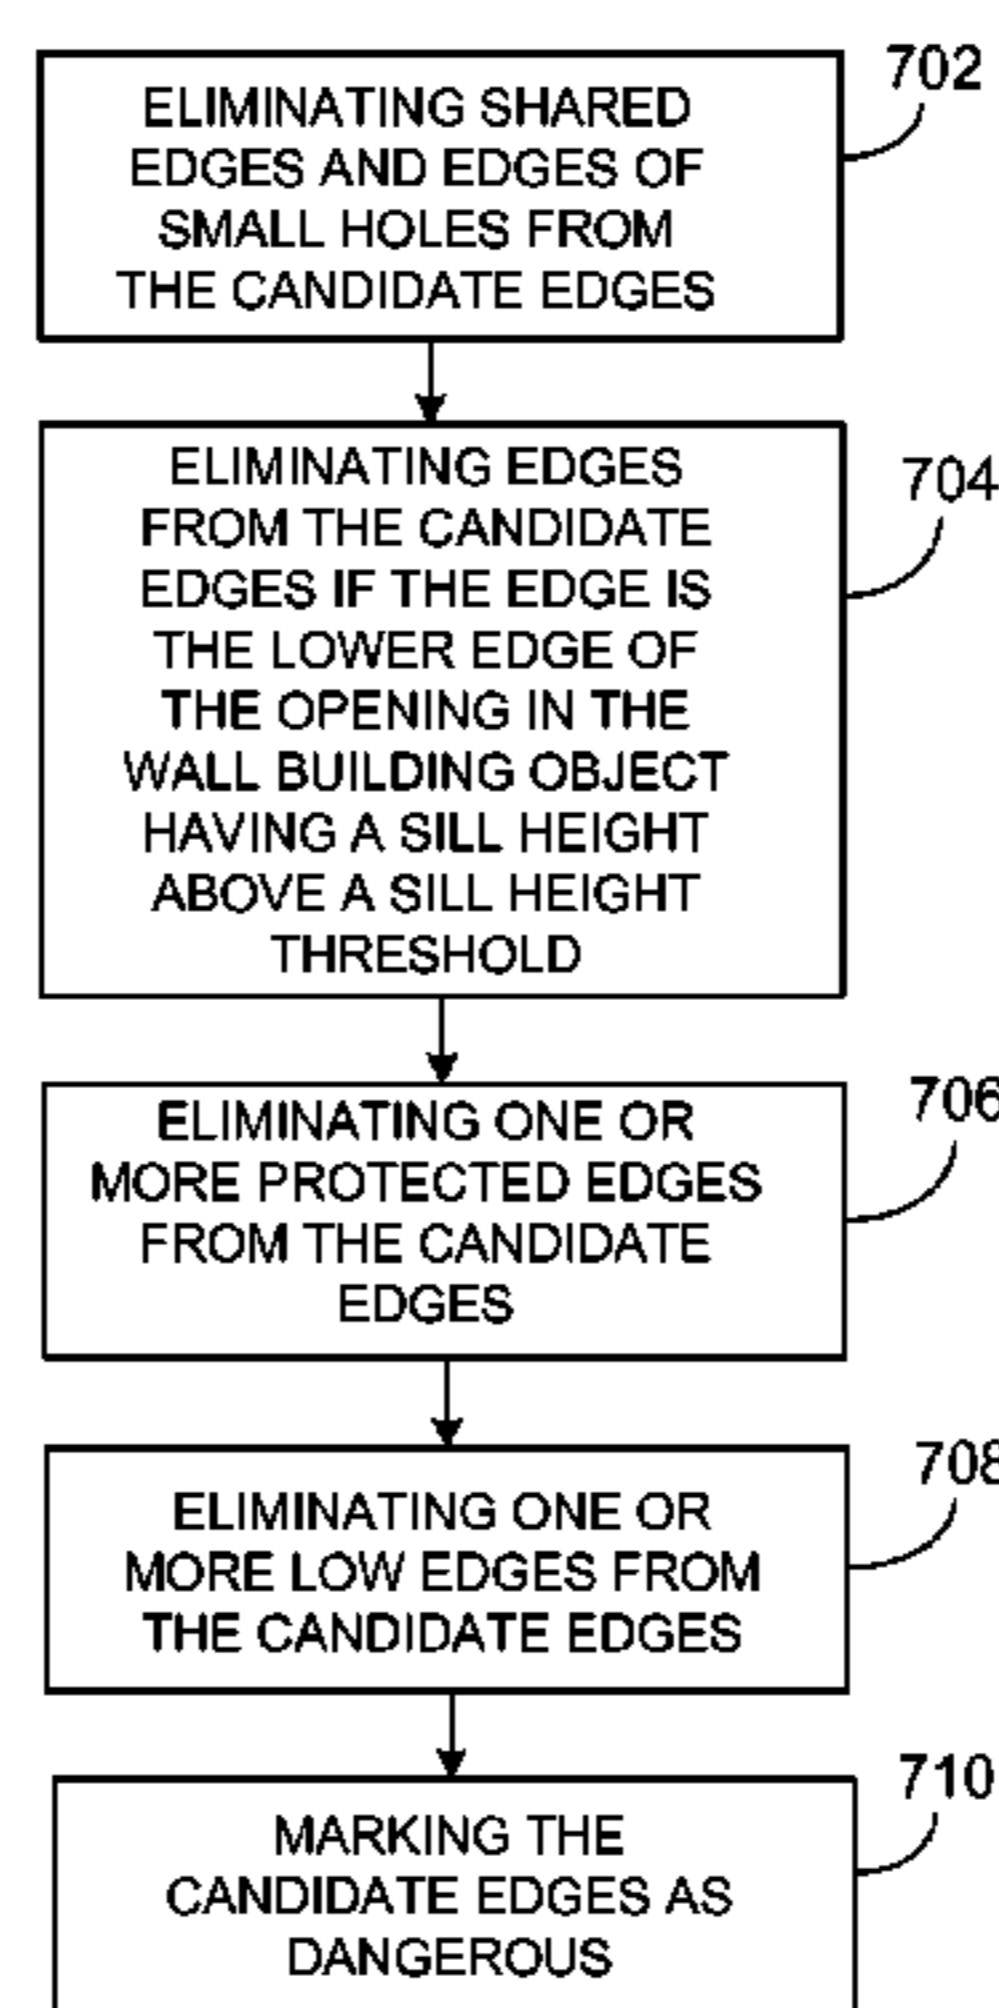 702
ELIMINATING SHARED
EDGES AND EDGES OF
SMALL HOLES FROM
THE CANDIDATE EDGES
704
ELIMINATING EDGES
FROM THE CANDIDATE
EDGES IF THE EDGE IS
THE LOWER EDGE OF
THE OPENING IN THE
WALL BUILDING OBJECT
HAVING A SILL HEIGHT
ABOVE A SILL HEIGHT
THRESHOLD
706
ELIMINATING ONE OR
MORE PROTECTED EDGES
FROM THE CANDIDATE
EDGES
708
ELIMINATING ONE OR
MORE LOW EDGES FROM
THE CANDIDATE EDGES
710
MARKING THE
CANDIDATE EDGES AS
DANGEROUS